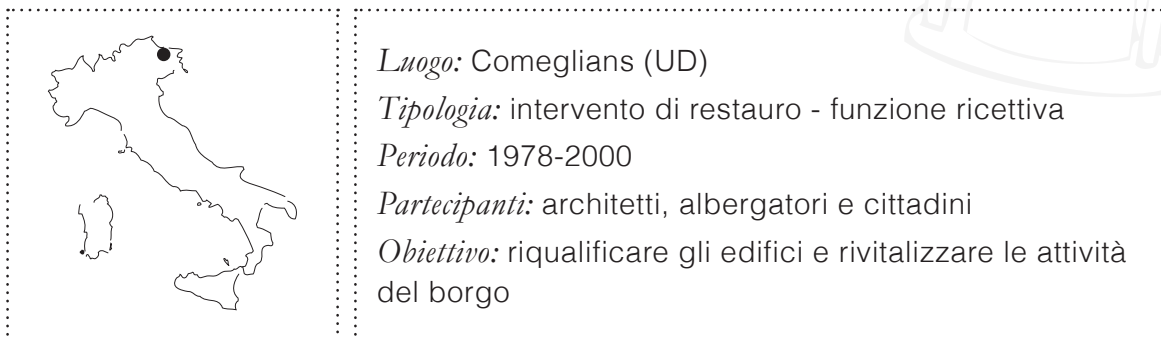 Luogo: Comeglians (UD)
Tipologia: intervento di restauro - funzione ricettiva
Periodo: 1978-2000
Partecipanti: architetti, albergatori e cittadini
Obiettivo: riqualificare gli edifici e rivitalizzare le attività
del borgo